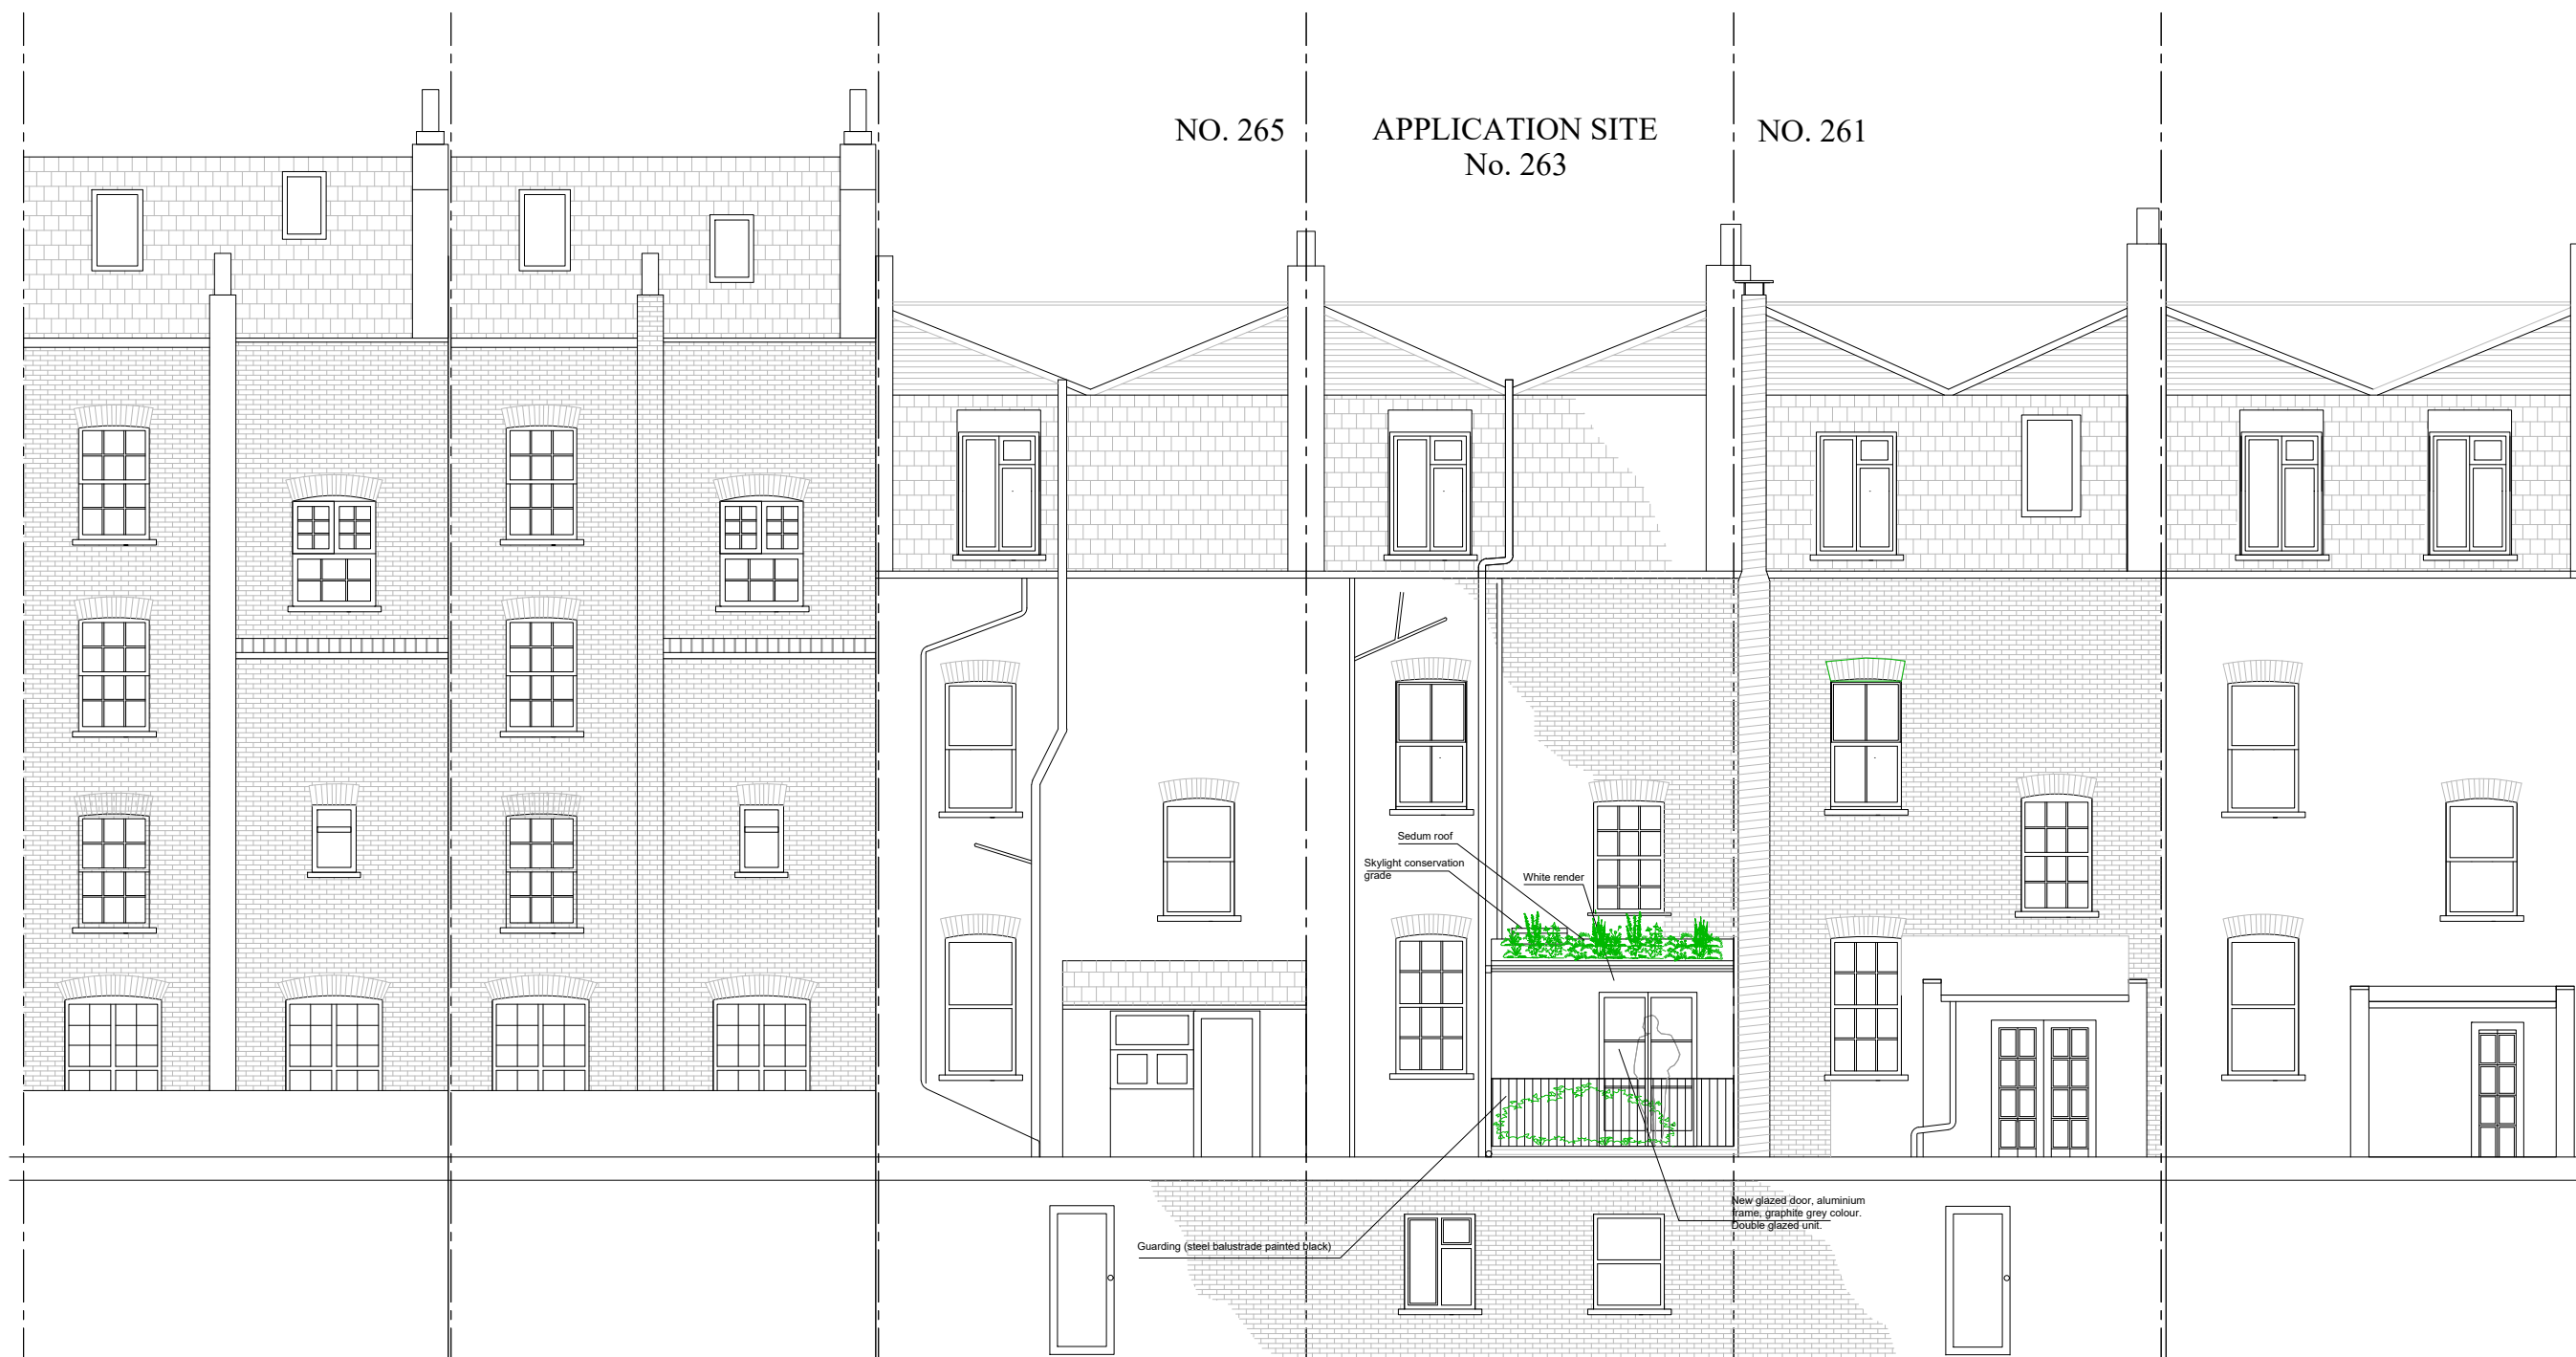 NO. 265
APPLICATION SITE
No. 263
NO. 261
Sedum roof
Skylight conservation
grade
White render
New glazed door, aluminium
frame, graphite grey colour.
Double glazed unit.
Guarding (steel balustrade painted black)